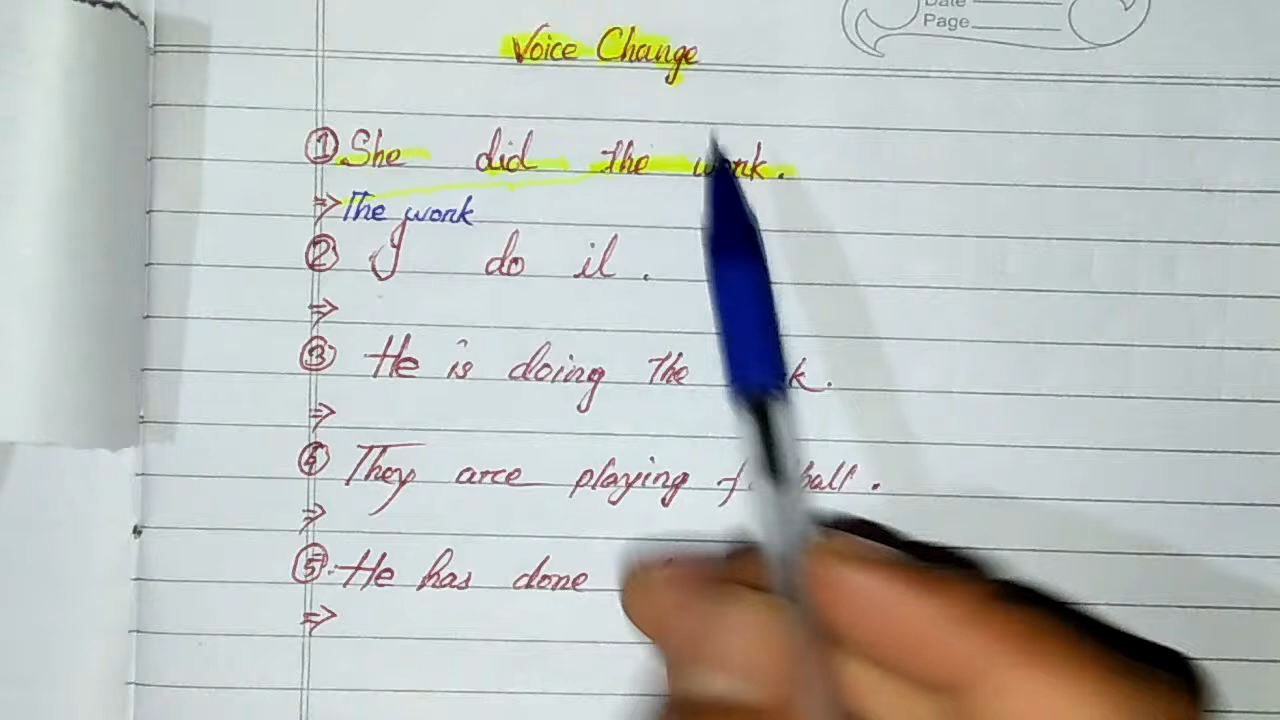 Date
Page
Voice Change
① She did the work.
⇒ The work
② I do it.
⇒
③ He is doing the
⇒
④ They are playing
⇒
⑤ He has done
⇒